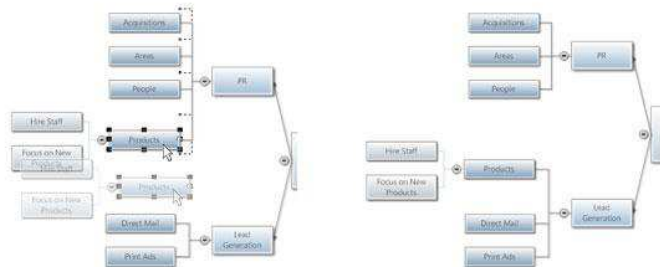 Acquisitions
Areas
PR
People
Hire Staff
Products
Focus on New
Products
Hire Staff
Products
Focus on New
Products
Direct Mail
Lead
Generation
Print Ads
Acquisitions
Areas
PR
People
Hire Staff
Products
Focus on New
Products
Direct Mail
Lead
Generation
Print Ads